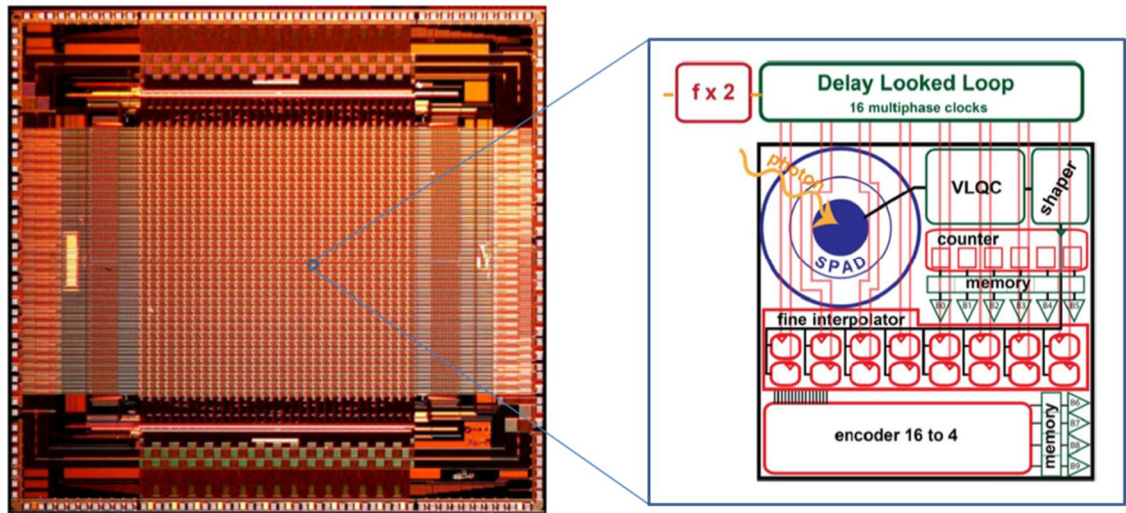 f x 2
Delay Looked Loop
16 multiphase clocks
photon
VLQC
shaper
SPAD
counter
memory
B0 B1 B2 B3 B4 B5
fine interpolator
encoder 16 to 4
memory
B6
B7
B8
B9